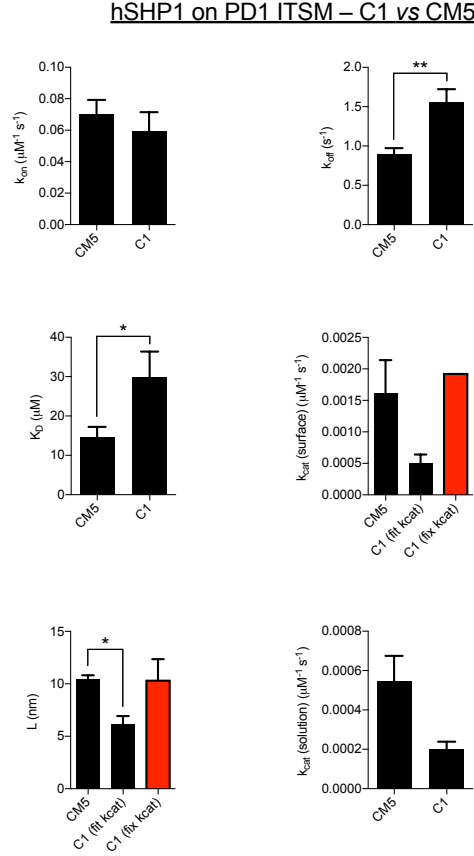 hSHP1 on PD1 ITSM – C1 vs CM5
0.10
0.08
0.06
0.04
0.02
0.00
kon (µM-1 s-1)
CM5
C1
2.0
1.5
1.0
0.5
0.0
koff (s-1)
**
CM5
C1
40
30
20
10
0
KD (µM)
*
CM5
C1
0.0025
0.0020
0.0015
0.0010
0.0005
0.0000
kcat (surface) (µM-1 s-1)
CM5
C1 (fit kcat)
C1 (fix kcat)
15
10
5
0
L (nm)
*
CM5
C1 (fit kcat)
C1 (fix kcat)
0.0008
0.0006
0.0004
0.0002
0.0000
kcat (solution) (µM-1 s-1)
CM5
C1